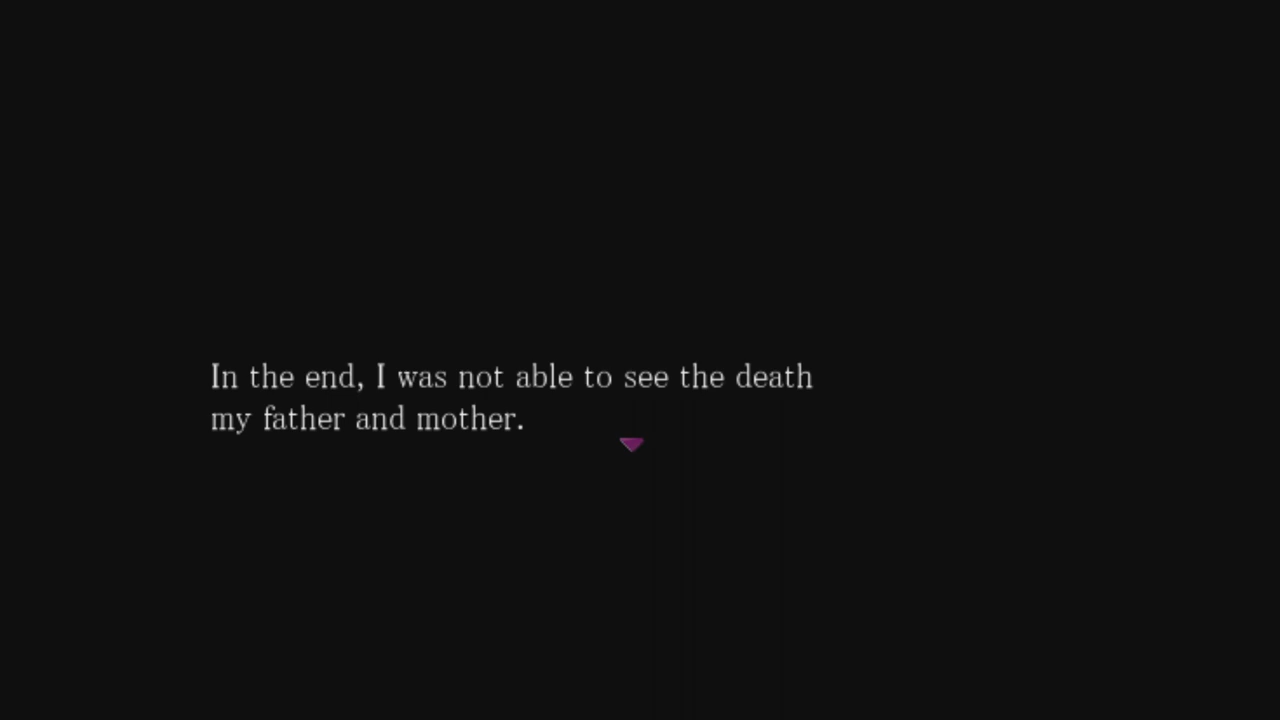 In the end, I was not able to see the death
my father and mother.